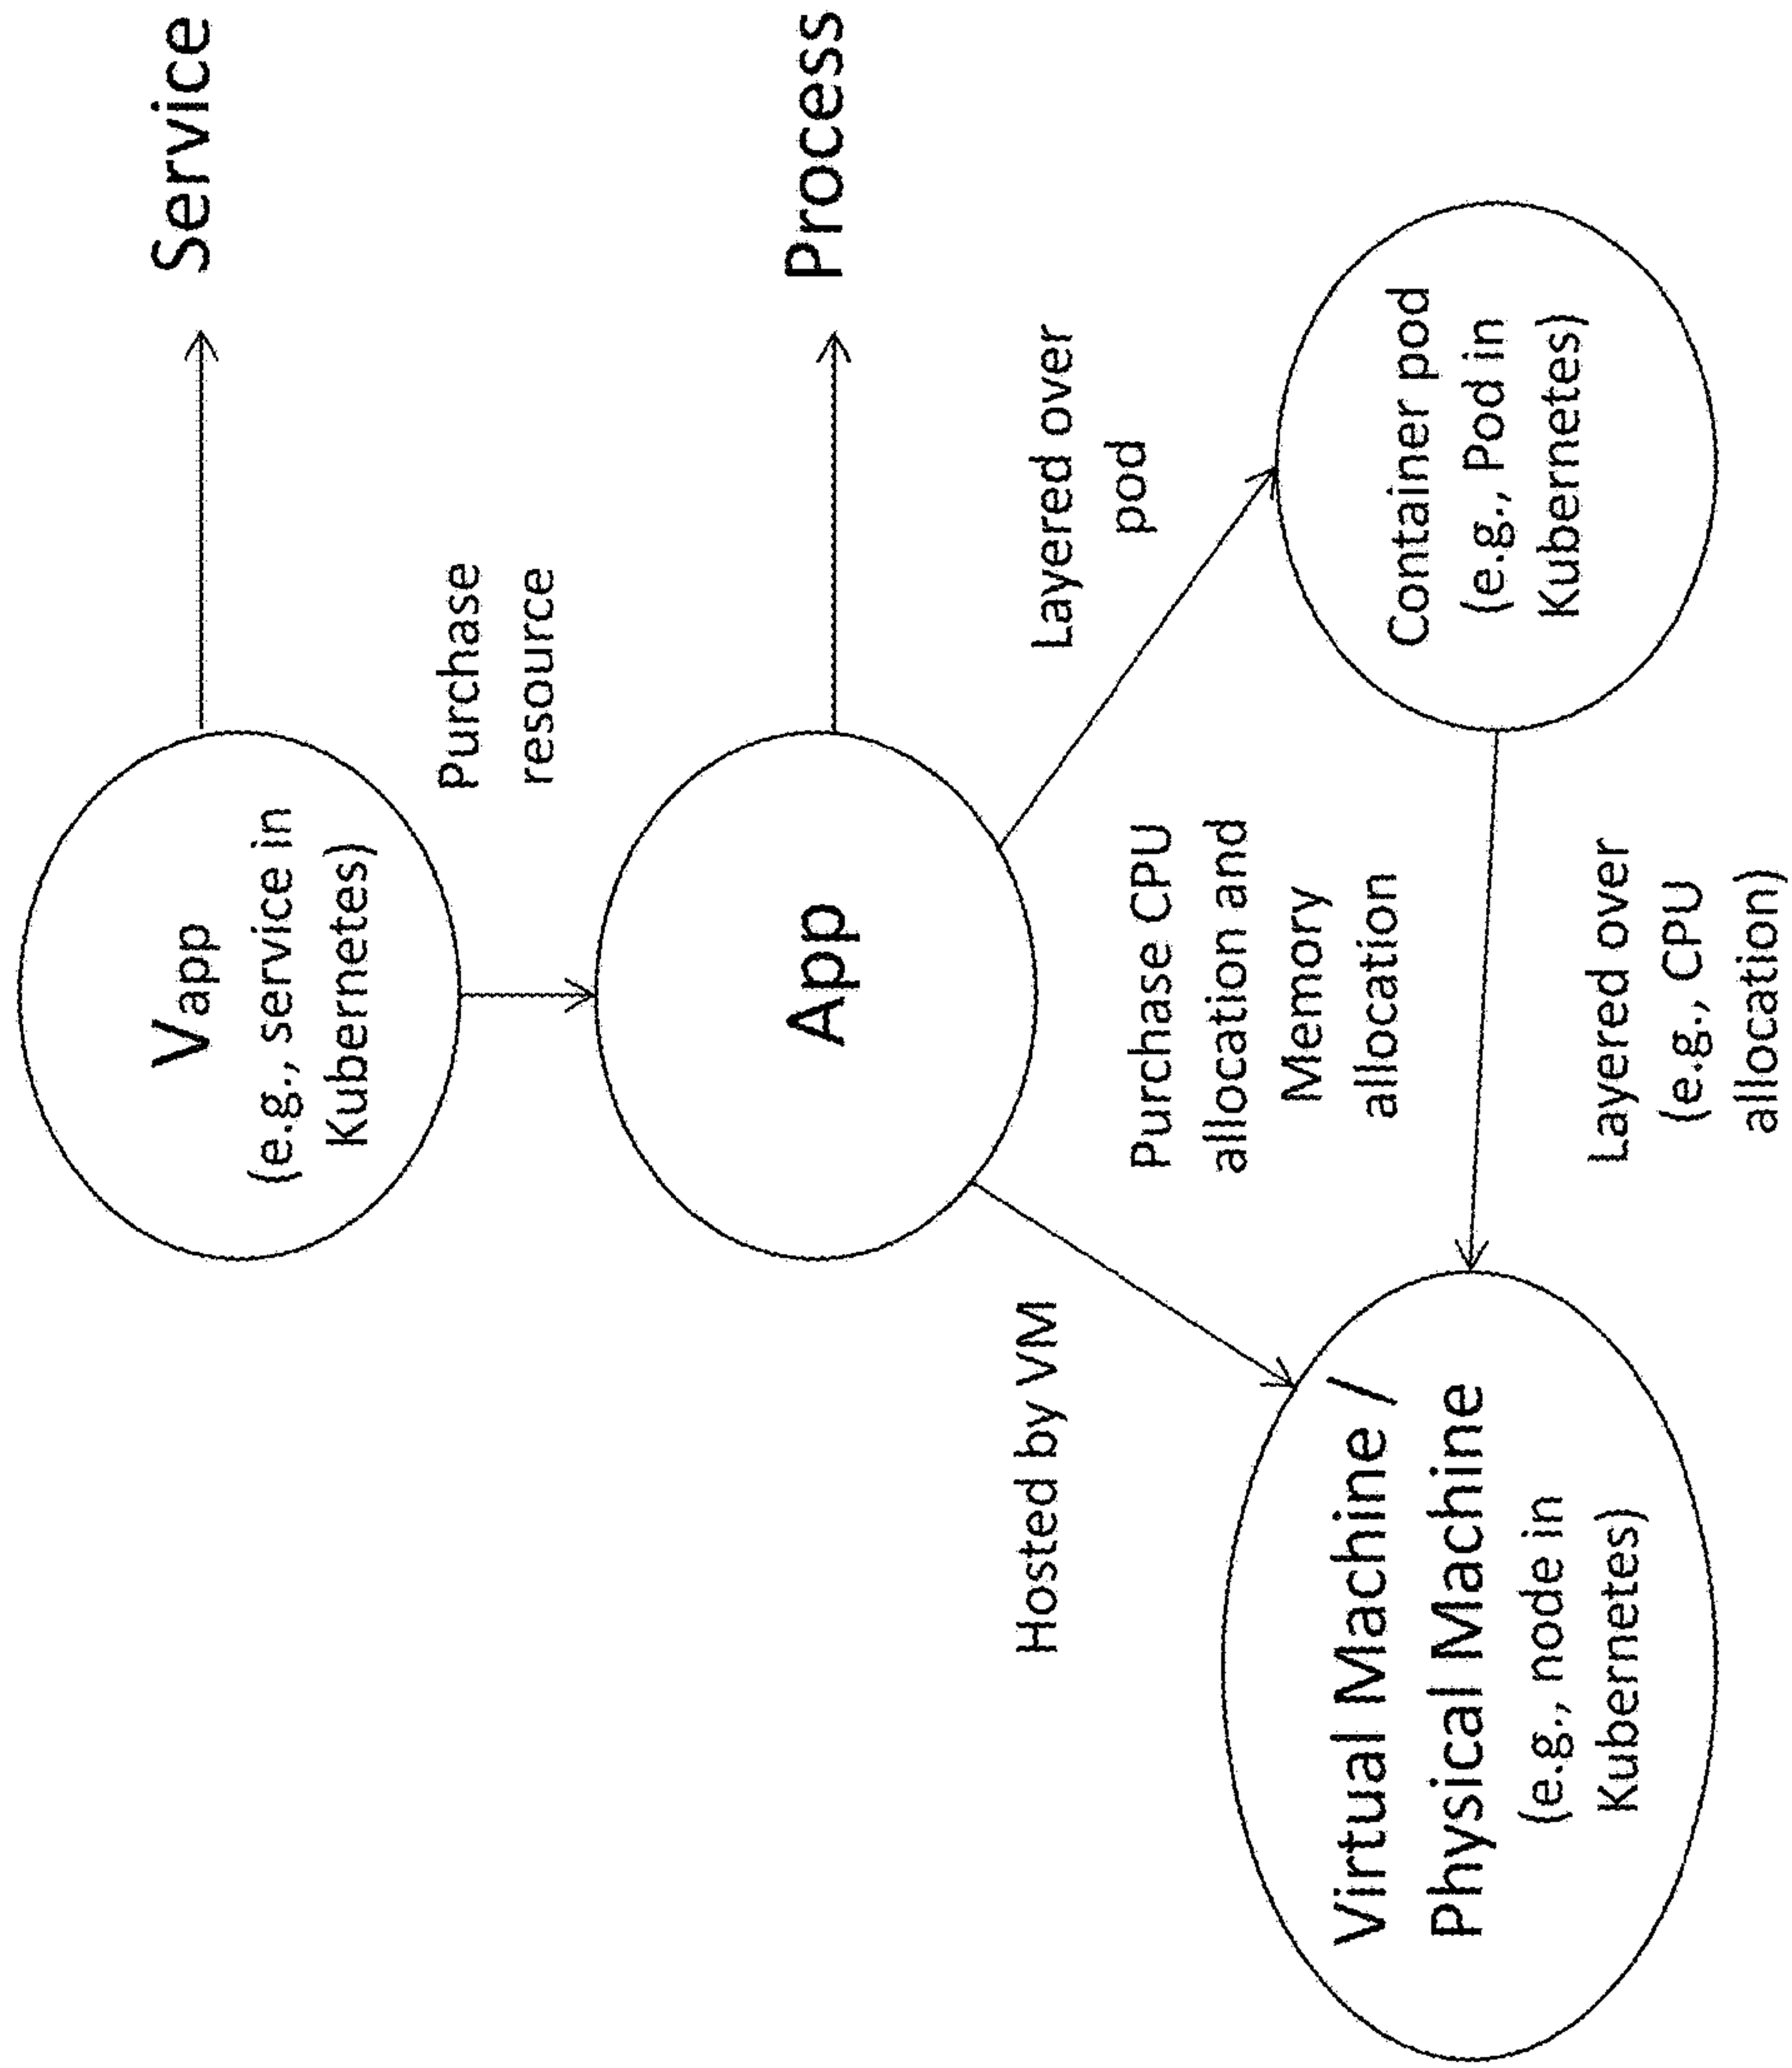 Vapp
(e.g., service in
Kubernetes)
Service
Purchase
resource
App
Process
Hosted by VM
Layered over
pod
Purchase CPU
allocation and
Memory
allocation
Virtual Machine /
Physical Machine
(e.g., node in
Kubernetes)
Container pod
(e.g., Pod in
Kubernetes)
Layered over
(e.g., CPU
allocation)